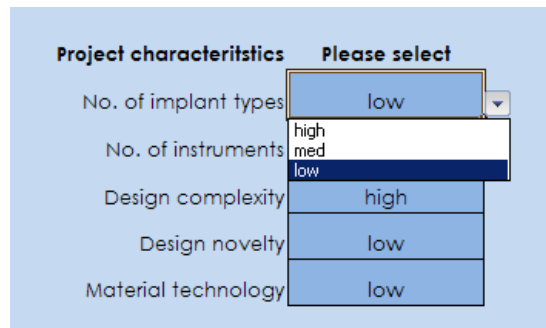 Project characteritstics Please select
No. of implant types low
high
No. of instruments med
low
Design complexity high
Design novelty low
Material technology low